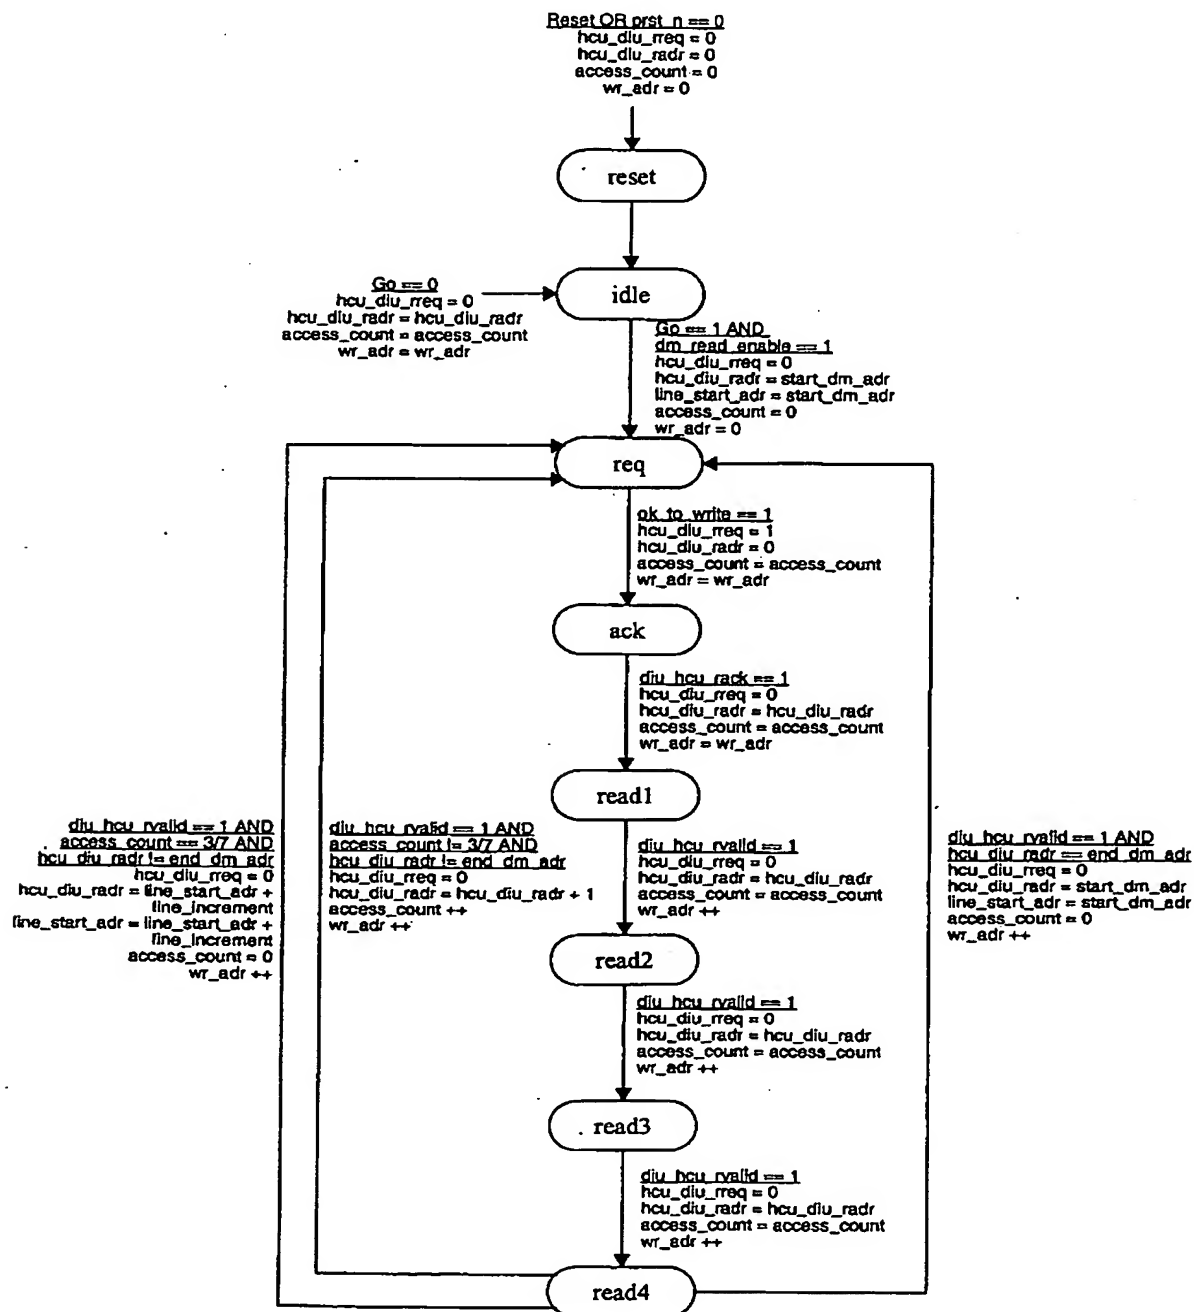 Reset OR prst_n == 0
hcu_diu_rreq = 0
hcu_diu_radr = 0
access_count = 0
wr_adr = 0
reset
Go == 0
hcu_diu_rreq = 0
hcu_diu_radr = hcu_diu_radr
access_count = access_count
wr_adr = wr_adr
idle
Go == 1 AND
dm_read_enable == 1
hcu_diu_rreq = 0
hcu_diu_radr = start_dm_adr
line_start_adr = start_dm_adr
access_count = 0
wr_adr = 0
req
ok_to_write == 1
hcu_diu_rreq = 1
hcu_diu_radr = 0
access_count = access_count
wr_adr = wr_adr
ack
diu_hcu_rack == 1
hcu_diu_rreq = 0
hcu_diu_radr = hcu_diu_radr
access_count = access_count
wr_adr = wr_adr
read1
diu_hcu_rvalid == 1 AND
access_count == 3/7 AND
hcu_diu_radr != end_dm_adr
hcu_diu_rreq = 0
hcu_diu_radr = line_start_adr +
line_increment
line_start_adr = line_start_adr +
line_increment
access_count = 0
wr_adr ++
diu_hcu_rvalid == 1 AND
access_count != 3/7 AND
hcu_diu_radr != end_dm_adr
hcu_diu_rreq = 0
hcu_diu_radr = hcu_diu_radr + 1
access_count ++
wr_adr ++
diu_hcu_rvalid == 1
hcu_diu_rreq = 0
hcu_diu_radr = hcu_diu_radr
access_count = access_count
wr_adr ++
diu_hcu_rvalid == 1 AND
hcu_diu_radr == end_dm_adr
hcu_diu_rreq = 0
hcu_diu_radr = start_dm_adr
line_start_adr = start_dm_adr
access_count = 0
wr_adr ++
read2
diu_hcu_rvalid == 1
hcu_diu_rreq = 0
hcu_diu_radr = hcu_diu_radr
access_count = access_count
wr_adr ++
read3
diu_hcu_rvalid == 1
hcu_diu_rreq = 0
hcu_diu_radr = hcu_diu_radr
access_count = access_count
wr_adr ++
read4